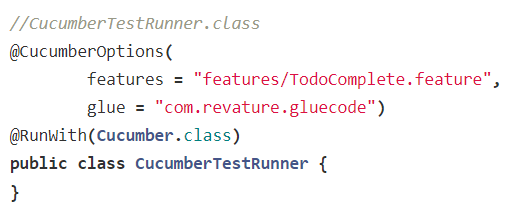 //CucumberTestRunner.class
@CucumberOptions(
features = "features/TodoComplete.feature",
glue = "com.revature.gluecode")
@RunWith(Cucumber.class)
public class CucumberTestRunner {
}